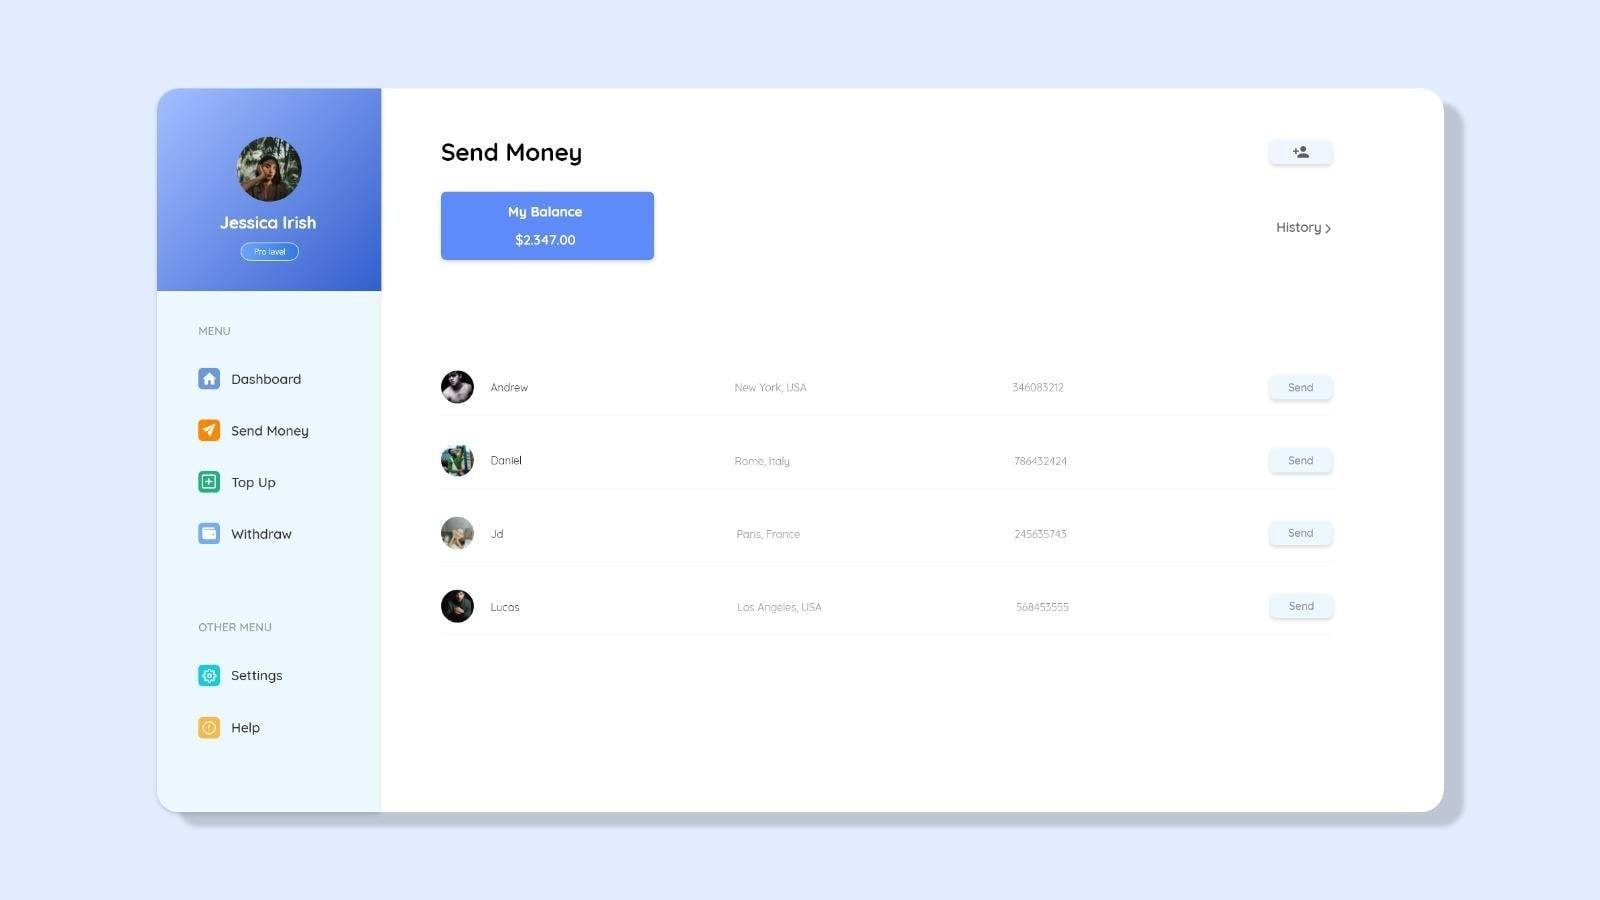 Jessica Irish
Pro level
MENU
Dashboard
Send Money
Top Up
Withdraw
OTHER MENU
Settings
Help
Send Money
My Balance
$2.347.00
History
Andrew New York, USA 346083212 Send
Daniel Rome, Italy 786432424 Send
Jd Paris, France 245635743 Send
Lucas Los Angeles, USA 568453555 Send